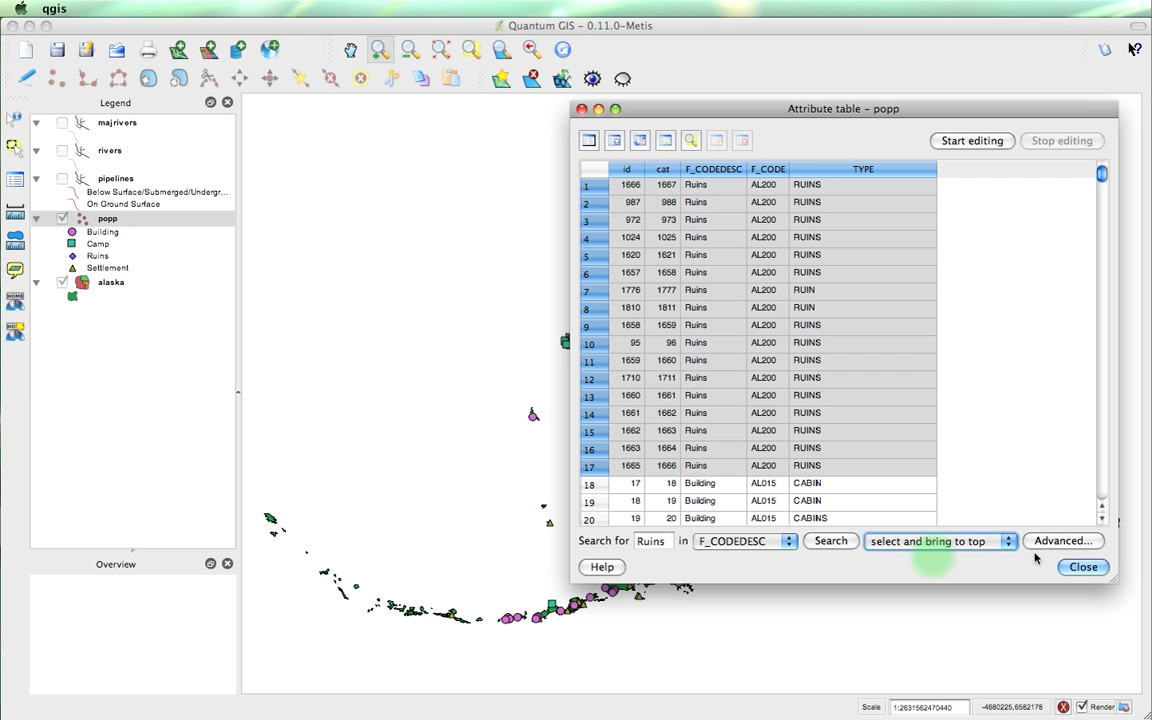 qgis
Quantum GIS - 0.11.0-Metis
Legend
majrivers
rivers
pipelines
Below Surface/Submerged/Undergr...
On Ground Surface
popp
Building
Camp
Ruins
Settlement
alaska
Overview
Attribute table - popp
Start editing Stop editing
id cat F_CODEDESC F_CODE TYPE
1 1666 1667 Ruins AL200 RUINS
2 987 988 Ruins AL200 RUINS
3 972 973 Ruins AL200 RUINS
4 1024 1025 Ruins AL200 RUINS
5 1620 1621 Ruins AL200 RUINS
6 1657 1658 Ruins AL200 RUINS
7 1776 1777 Ruins AL200 RUIN
8 1810 1811 Ruins AL200 RUIN
9 1658 1659 Ruins AL200 RUINS
10 95 96 Ruins AL200 RUINS
11 1659 1660 Ruins AL200 RUINS
12 1710 1711 Ruins AL200 RUINS
13 1660 1661 Ruins AL200 RUINS
14 1661 1662 Ruins AL200 RUINS
15 1662 1663 Ruins AL200 RUINS
16 1663 1664 Ruins AL200 RUINS
17 1665 1666 Ruins AL200 RUINS
18 17 18 Building AL015 CABIN
19 18 19 Building AL015 CABIN
20 19 20 Building AL015 CABINS
Search for Ruins in F_CODEDESC Search select and bring to top Advanced...
Help Close
Scale 1:2631562470440 -4680225,6582178 Render